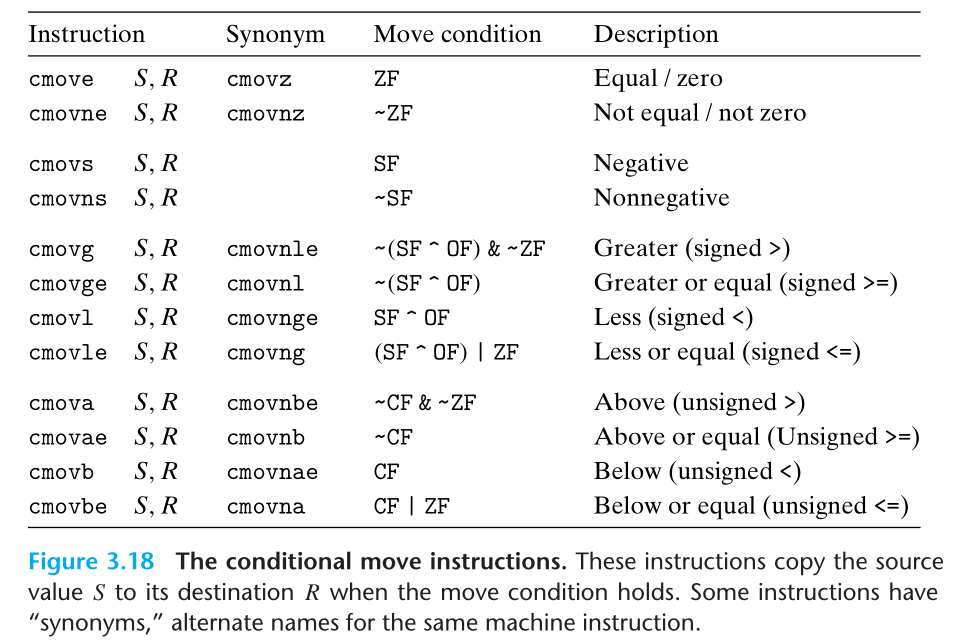 Instruction Synonym Move condition Description
cmove S, R cmovz ZF Equal / zero
cmovne S, R cmovnz ~ZF Not equal / not zero
cmovs S, R SF Negative
cmovns S, R ~SF Nonnegative
cmovg S, R cmovnle ~(SF ^ OF) & ~ZF Greater (signed >)
cmovge S, R cmovnl ~(SF ^ OF) Greater or equal (signed >=)
cmovl S, R cmovnge SF ^ OF Less (signed <)
cmovle S, R cmovng (SF ^ OF) | ZF Less or equal (signed <=)
cmova S, R cmovnbe ~CF & ~ZF Above (unsigned >)
cmovae S, R cmovnb ~CF Above or equal (Unsigned >=)
cmovb S, R cmovnae CF Below (unsigned <)
cmovbe S, R cmovna CF | ZF Below or equal (unsigned <=)
Figure 3.18 The conditional move instructions. These instructions copy the source
value S to its destination R when the move condition holds. Some instructions have
“synonyms,” alternate names for the same machine instruction.